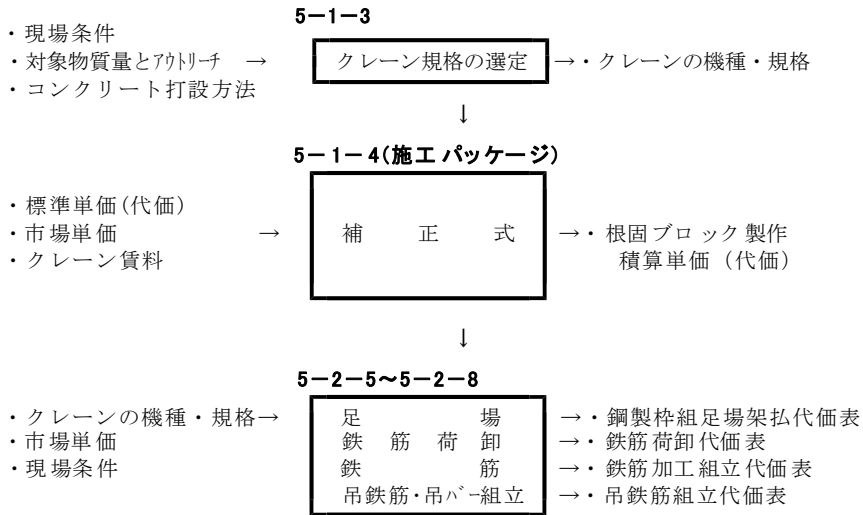 5－1－3
・現場条件
・対象物質量とｱｳﾄﾘｰﾁ → クレーン規格の選定 →・クレーンの機種・規格
・コンクリート打設方法
↓
5－1－4(施工パッケージ)
・標準単価(代価)
・市場単価 → 補正式 →・根固ブロック製作
・クレーン賃料 積算単価（代価）
↓
5－2－5～5－2－8
・クレーンの機種・規格→ 足場 →・鋼製枠組足場架払代価表
・市場単価 鉄筋荷卸 →・鉄筋荷卸代価表
・現場条件 鉄筋 →・鉄筋加工組立代価表
吊鉄筋・吊ﾊﾞｰ組立 →・吊鉄筋組立代価表